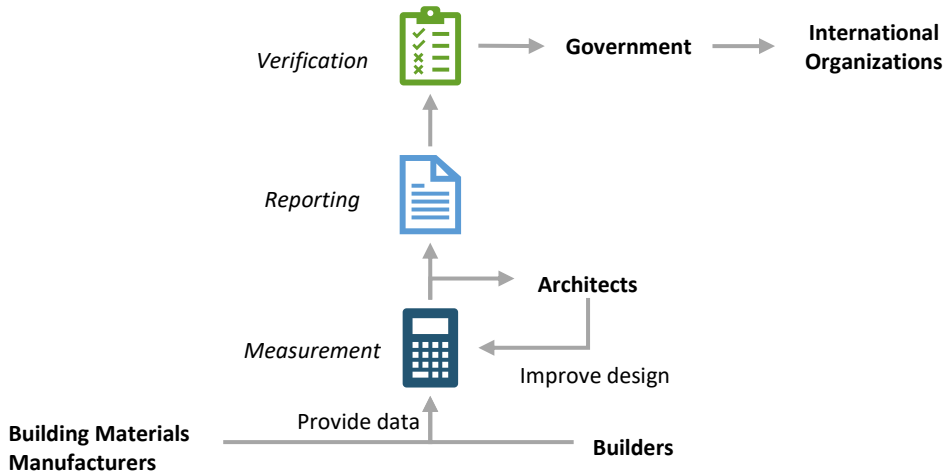 Verification
Government
International
Organizations
Reporting
Architects
Measurement
Improve design
Provide data
Building Materials
Manufacturers
Builders